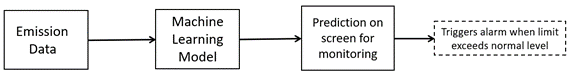 Emission
Data
Machine
Learning
Model
Prediction on
screen for
monitoring
Triggers alarm when limit
exceeds normal level